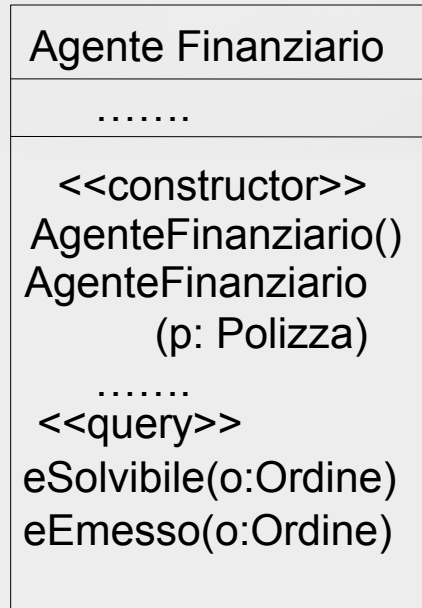 Agente Finanziario
…….
<<constructor>>
AgenteFinanziario()
AgenteFinanziario
(p: Polizza)
…….
<<query>>
eSolvibile(o:Ordine)
eEmesso(o:Ordine)